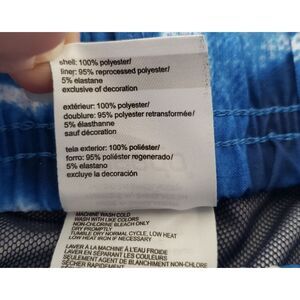 shell: 100% polyester/
liner: 95% reprocessed polyester/
5% elastane
exclusive of decoration
extérieur: 100% polyester/
doublure: 95% polyester retransformée/
5% élasthanne
sauf décoration
tela exterior: 100% poliéster/
forro: 95% poliéster regenerado/
5% elastano
excluye la decoración
MACHINE WASH COLD
WASH WITH LIKE COLORS
NON-CHLORINE BLEACH ONLY
DRY PROMPTLY
TUMBLE DRY NORMAL CYCLE, LOW HEAT
LOW HEAT IRON IF NECESSARY
LAVER À LA MACHINE À L'EAU FROIDE
LAVER EN SÉPARANT LES COULEURS
SEULEMENT AGENT DE BLANCHIMENT NON-CHLORE
SÉCHER RAPIDEMENT